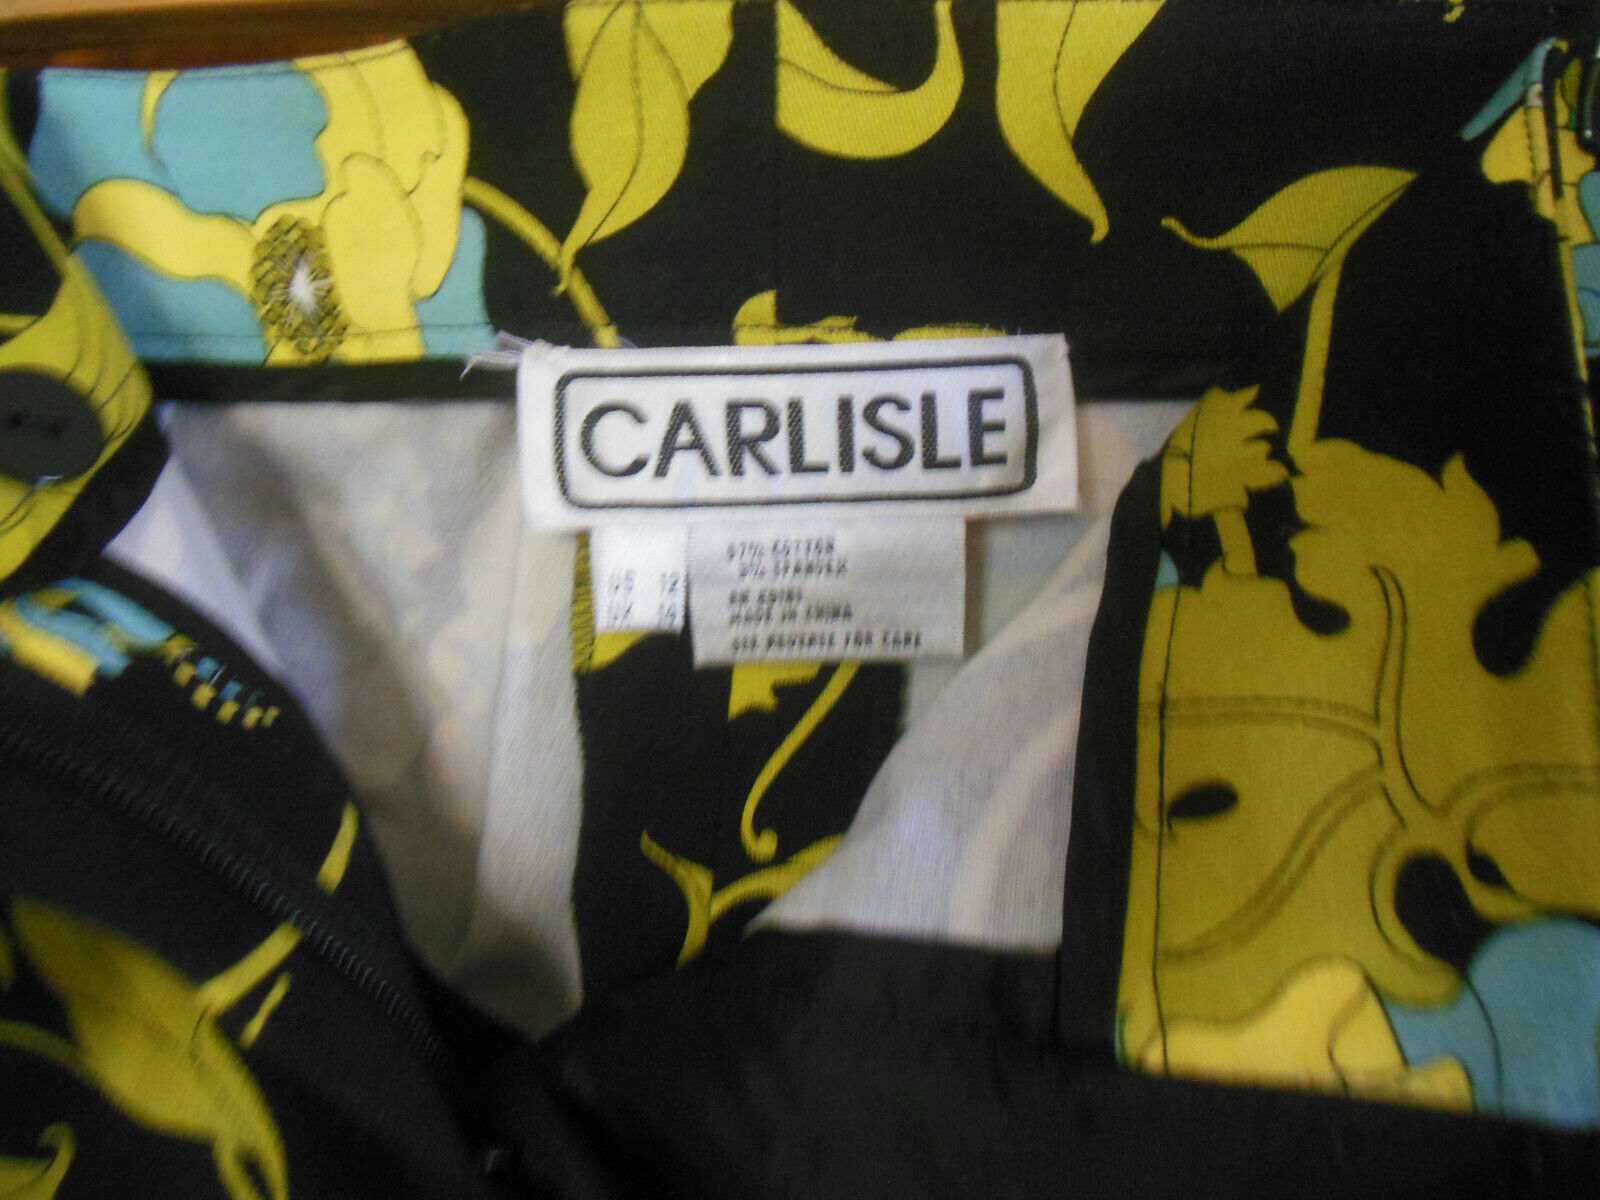 CARLISLE
US 12
UK 14
97% COTTON
3% SPANDEX
MADE IN CHINA
SEE REVERSE FOR CARE